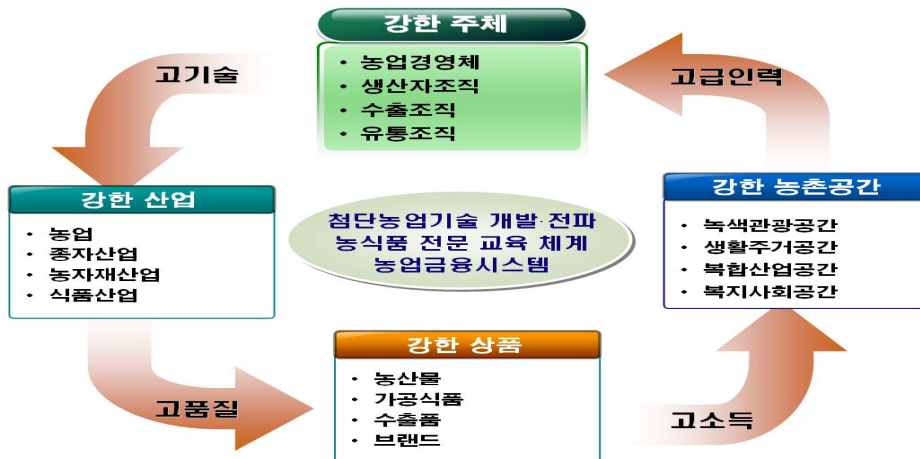 강한 주체
· 농업경영체
· 생산자조직
· 수출조직
· 유통조직
고기술
고급인력
강한 산업
· 농업
· 종자산업
· 농자재산업
· 식품산업
첨단농업기술 개발·전파
농식품 전문 교육 체계
농업금융시스템
강한 농촌공간
· 녹색관광공간
· 생활주거공간
· 복합산업공간
· 복지사회공간
강한 상품
· 농산물
· 가공식품
· 수출품
· 브랜드
고품질
고소득